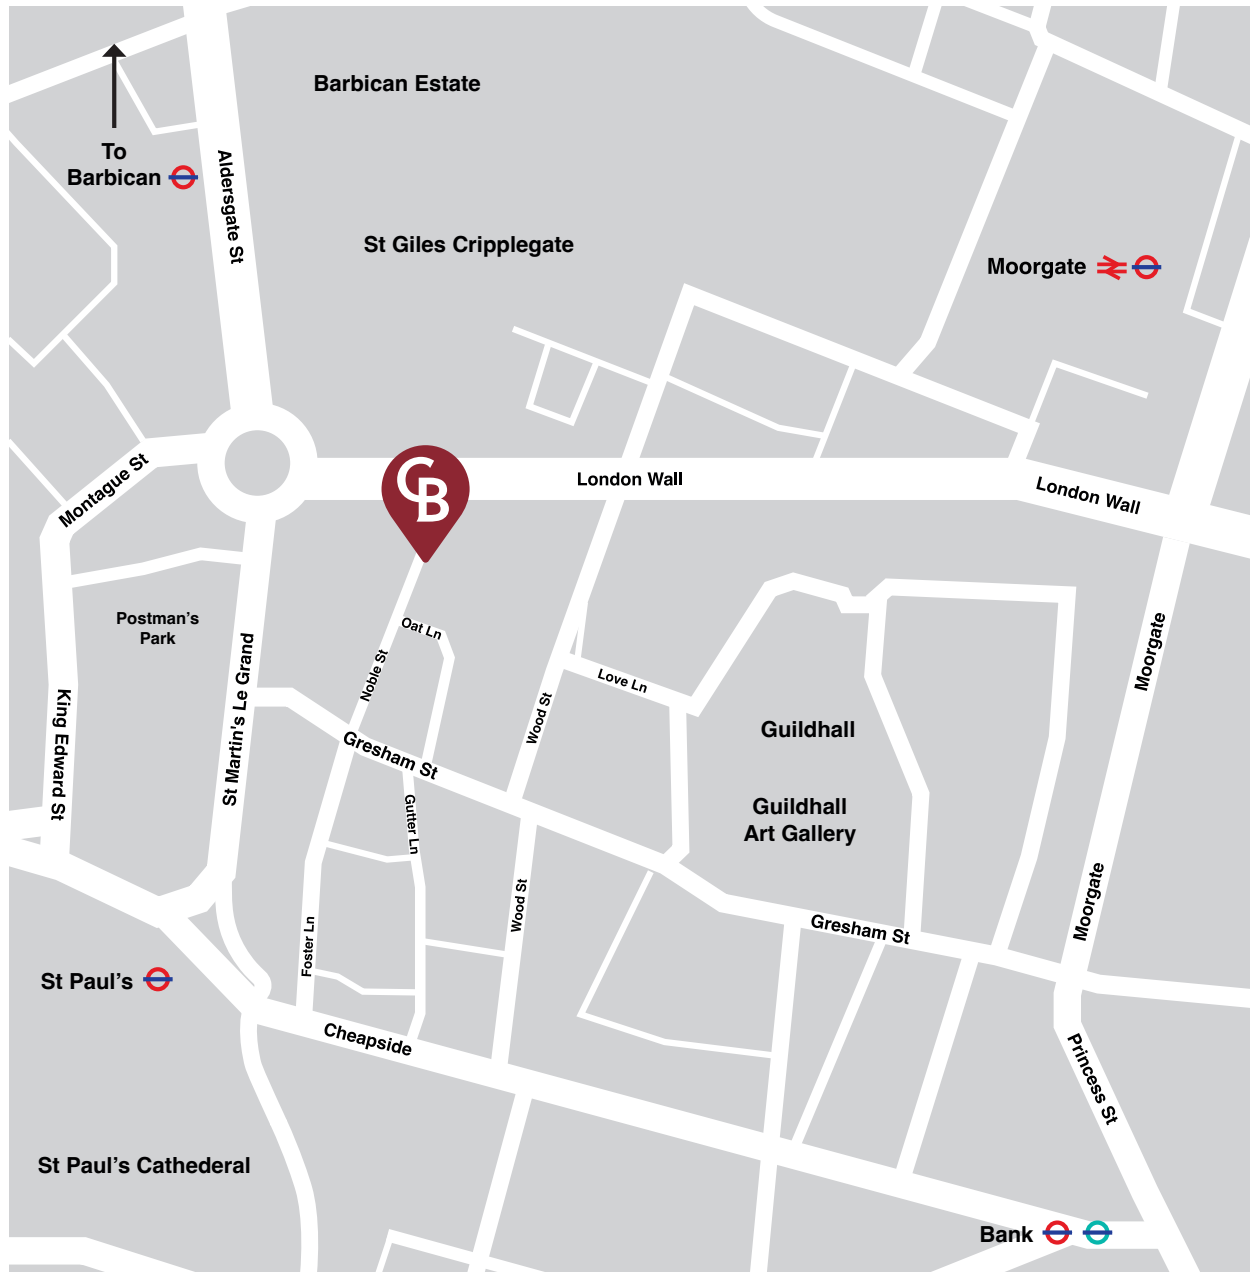 Barbican Estate
To
Barbican
Aldersgate St
St Giles Cripplegate
Moorgate
Montague St
CB
London Wall
London Wall
Postman's
Park
Oat Ln
Noble St
Love Ln
Moorgate
King Edward St
St Martin's Le Grand
Wood St
Gresham St
Guildhall
Guildhall
Art Gallery
Gutter Ln
Wood St
Moorgate
Gresham St
Foster Ln
St Paul's
Cheapside
Princess St
St Paul's Cathederal
Bank